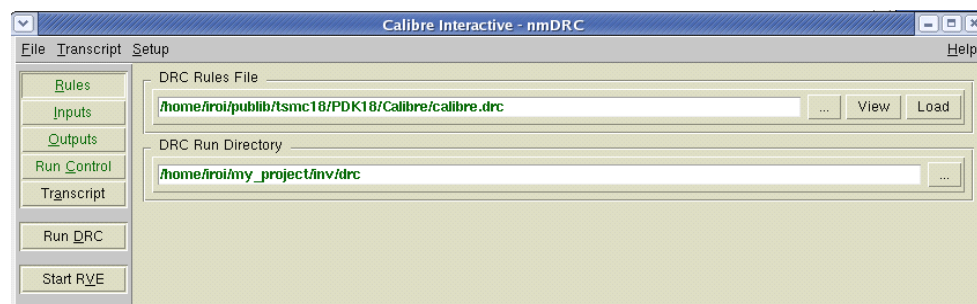 Calibre Interactive - nmDRC
File Transcript Setup Help
Rules
Inputs
Outputs
Run Control
Transcript
Run DRC
Start RVE
DRC Rules File
/home/iroi/publib/tsmc18/PDK18/Calibre/calibre.drc ... View Load
DRC Run Directory
/home/iroi/my_project/inv/drc ...